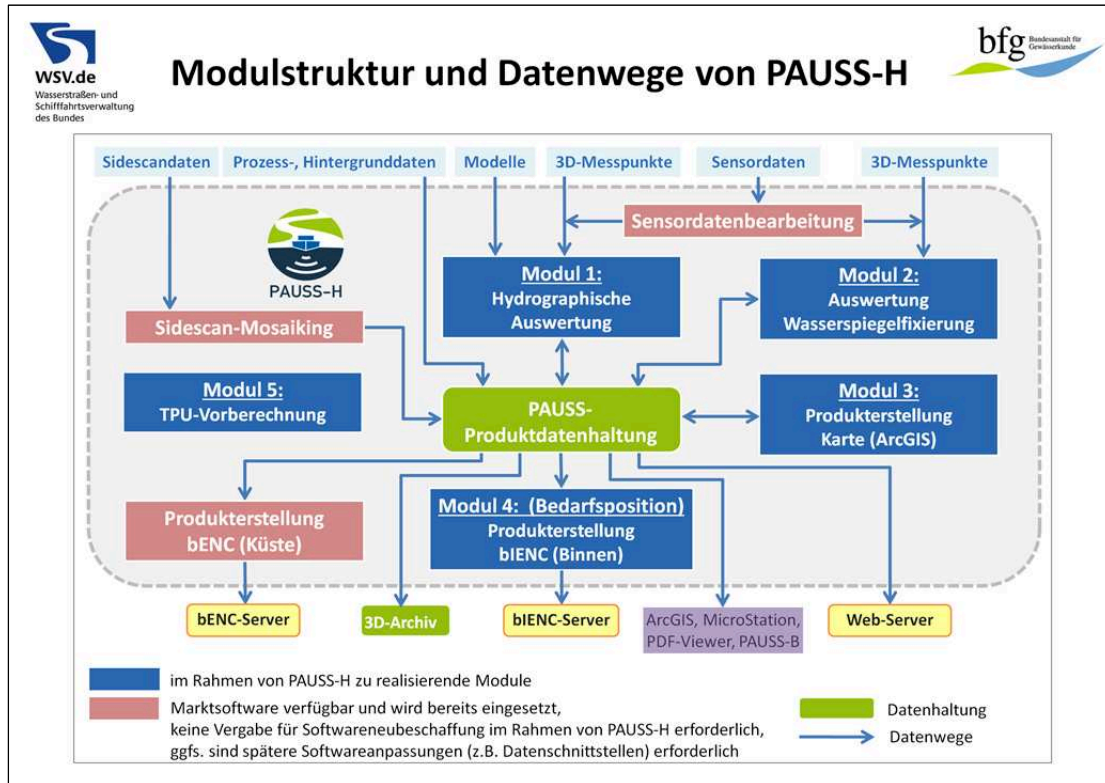 WSV.de
Wasserstraßen- und
Schifffahrtsverwaltung
des Bundes
Modulstruktur und Datenwege von PAUSS-H
bfg
Bundesanstalt für
Gewässerkunde
Sidescandaten
Prozess-, Hintergrunddaten
Modelle
3D-Messpunkte
Sensordaten
3D-Messpunkte
Sensordatenbearbeitung
PAUSS-H
Modul 1:
Hydrographische
Auswertung
Modul 2:
Auswertung
Wasserspiegelfixierung
Sidescan-Mosaiking
Modul 5:
TPU-Vorberechnung
PAUSS-
Produktdatenhaltung
Modul 3:
Produkterstellung
Karte (ArcGIS)
Produkterstellung
bENC (Küste)
Modul 4: (Bedarfsposition)
Produkterstellung
bIENC (Binnen)
bENC-Server
3D-Archiv
bIENC-Server
ArcGIS, MicroStation,
PDF-Viewer, PAUSS-B
Web-Server
im Rahmen von PAUSS-H zu realisierende Module
Marktsoftware verfügbar und wird bereits eingesetzt,
keine Vergabe für Softwareneubeschaffung im Rahmen von PAUSS-H erforderlich,
ggfs. sind spätere Softwareanpassungen (z.B. Datenschnittstellen) erforderlich
Datenhaltung
Datenwege